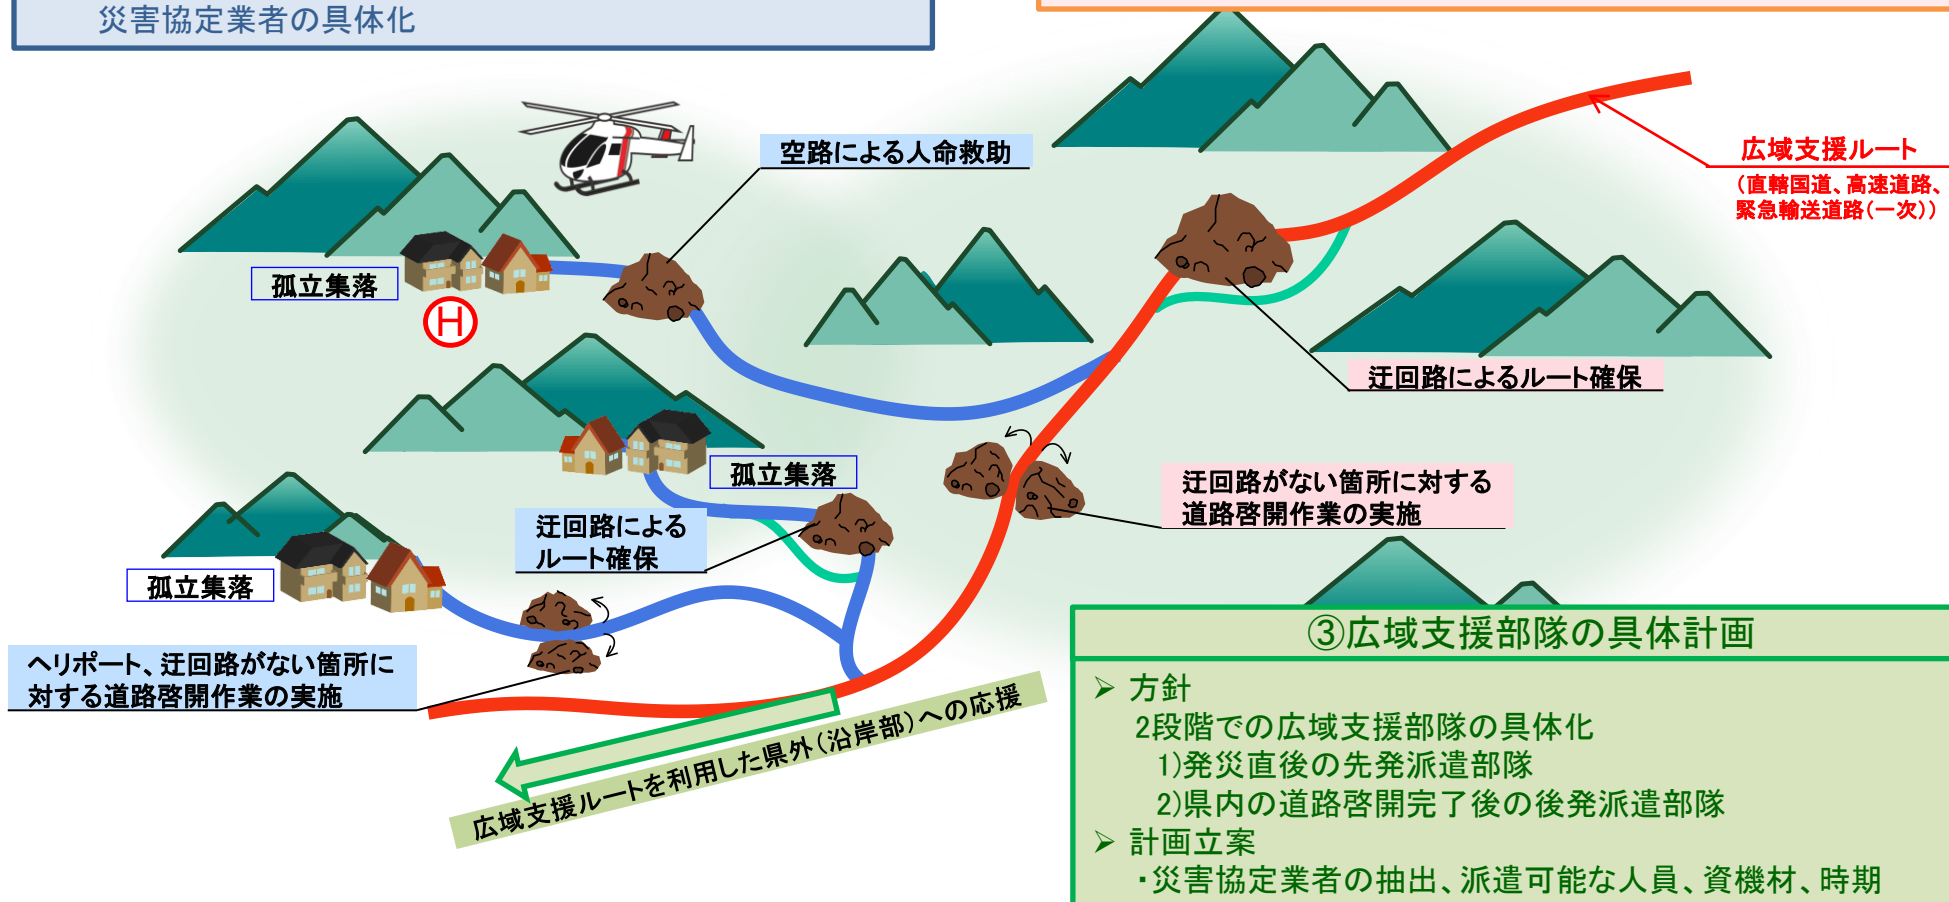 災害協定業者の具体化
空路による人命救助
広域支援ルート
（直轄国道、高速道路、
緊急輸送道路（一次））
孤立集落
H
迂回路によるルート確保
孤立集落
迂回路がない箇所に対する
道路啓開作業の実施
迂回路による
ルート確保
孤立集落
ヘリポート、迂回路がない箇所に
対する道路啓開作業の実施
広域支援ルートを利用した県外（沿岸部）への応援
③広域支援部隊の具体計画
➢ 方針
2段階での広域支援部隊の具体化
1)発災直後の先発派遣部隊
2)県内の道路啓開完了後の後発派遣部隊
➢ 計画立案
・災害協定業者の抽出、派遣可能な人員、資機材、時期